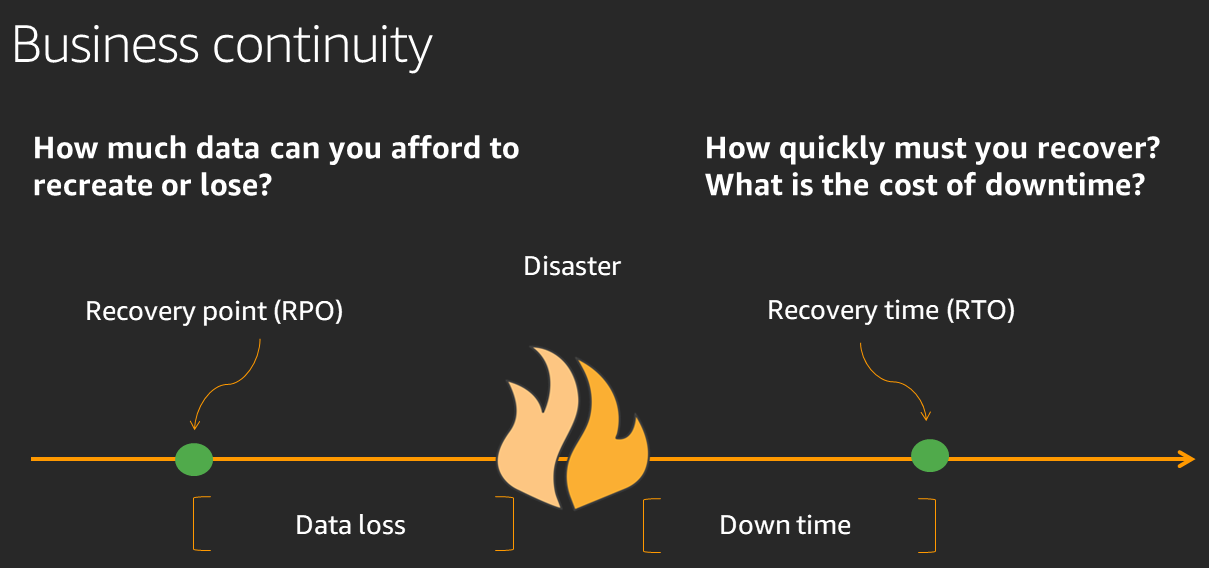 Business continuity
How much data can you afford to
recreate or lose?
How quickly must you recover?
What is the cost of downtime?
Disaster
Recovery point (RPO)
Recovery time (RTO)
Data loss
Down time